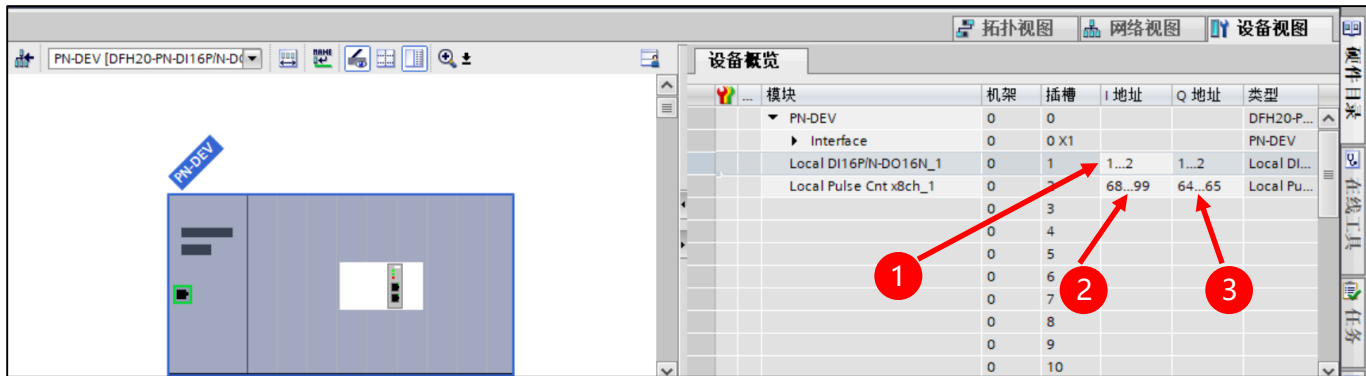 拓扑视图 网络视图 设备视图
PN-DEV [DFH20-PN-DI16P/N-D
设备概览
... 模块 机架 插槽 I 地址 Q 地址 类型
PN-DEV 0 0 DFH20-P...
Interface 0 0 X1 PN-DEV
Local DI16P/N-DO16N_1 0 1 1...2 1...2 Local DI...
Local Pulse Cnt x8ch_1 0 68...99 64...65 Local Pu...
0 3
0 4
0 5
0 6
0 7
0 8
0 9
0 10
1
2
3
PN-DEV
硬件目录
在线工具
任务